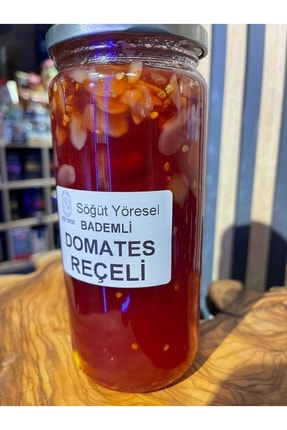 Söğüt Yöresel
BADEMLİ
DOMATES
REÇELİ